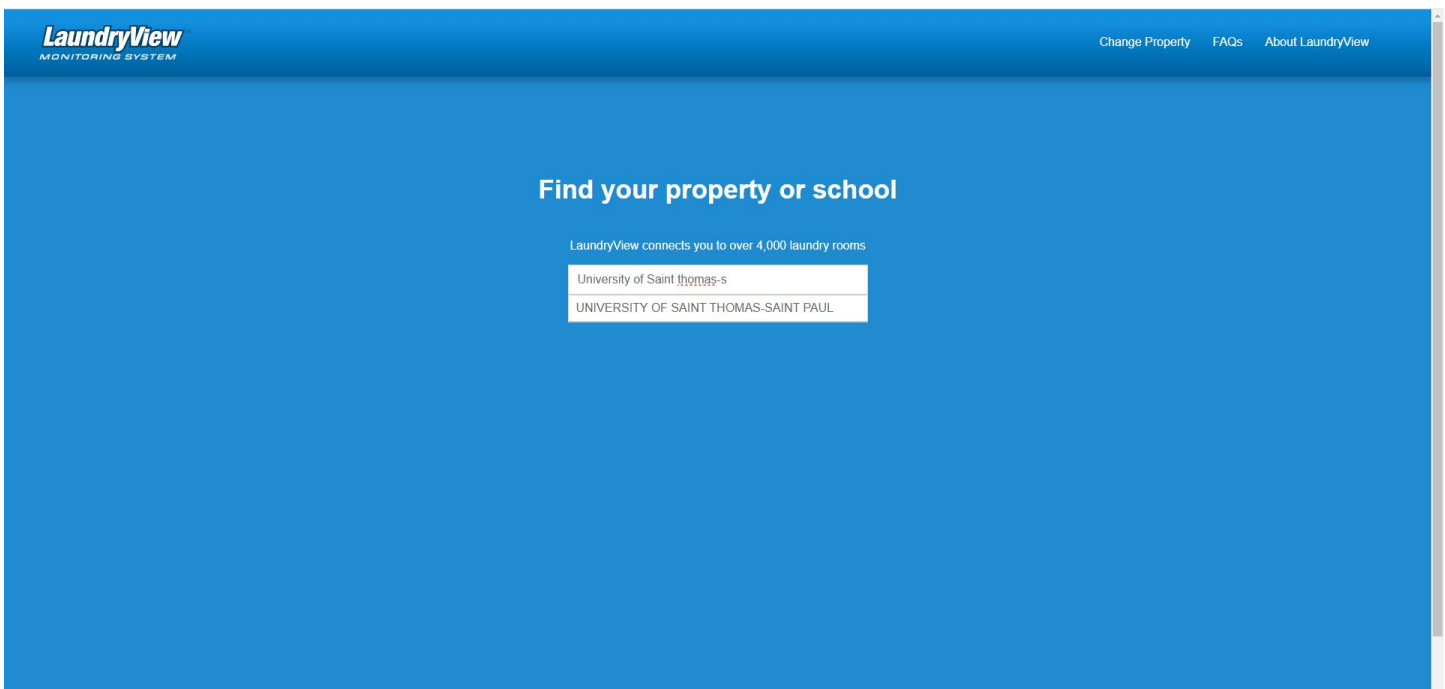 LaundryView
MONITORING SYSTEM
Change Property FAQs About LaundryView
Find your property or school
LaundryView connects you to over 4,000 laundry rooms
University of Saint thomas-s
UNIVERSITY OF SAINT THOMAS-SAINT PAUL